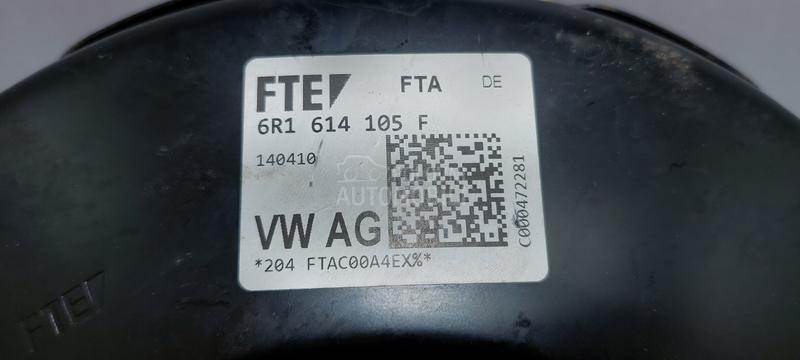 FTE FTA DE
6R1 614 105 F
140410
VW AG
*204 FTAC00A4EX%*
C000472281
FTE